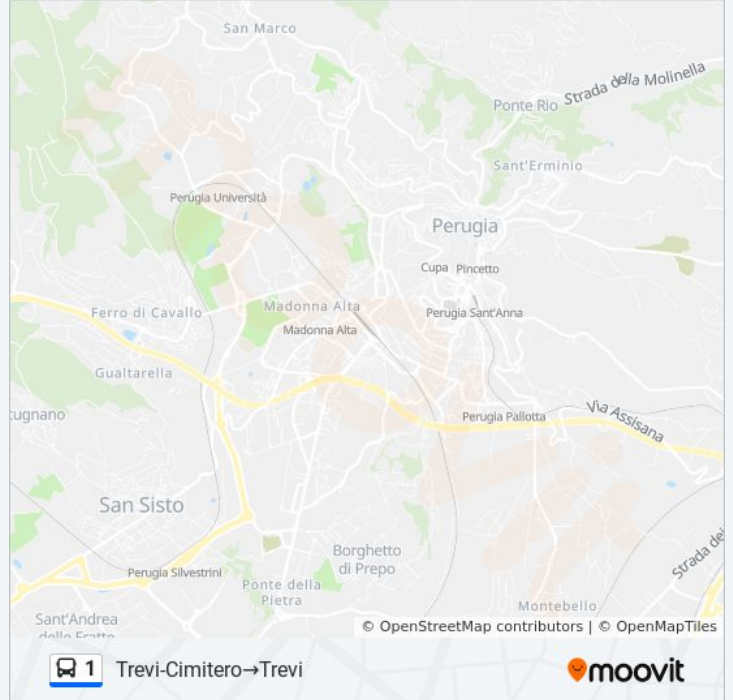 San Marco
Strada della Molinella
Ponte Rio
Sant'Erminio
Perugia Università
Perugia
Cupa
Pincetto
Ferro di Cavallo
Madonna Alta
Perugia Sant'Anna
Madonna Alta
Gualtarella
cugnano
Perugia Pallotta
Via Assisana
San Sisto
Borghetto
di Prepo
Strada dei
Perugia Silvestrini
Ponte della
Pietra
Montebello
Sant'Andrea
delle Fratte
© OpenStreetMap contributors | © OpenMapTiles
1
Trevi-Cimitero→Trevi
moovit